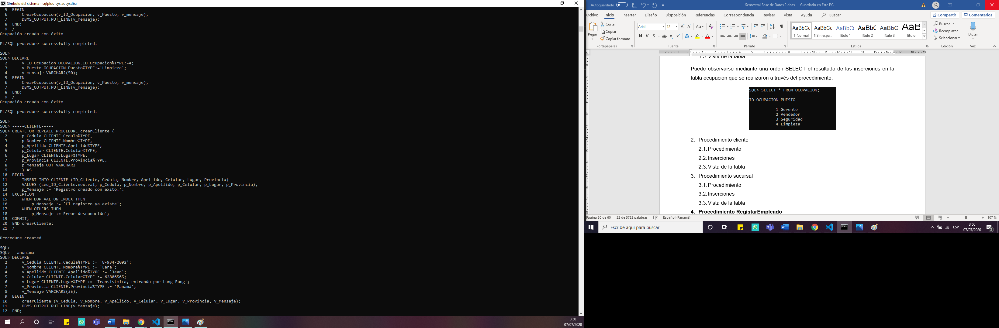 Símbolo del sistema - sqlplus sys as sysdba
5 BEGIN
6 CrearOcupacion(v_ID_Ocupacion, v_Puesto, v_mensaje);
7 DBMS_OUTPUT.PUT_LINE(v_mensaje);
8 END;
9 /
Ocupación creada con éxito
PL/SQL procedure successfully completed.
SQL>
SQL> DECLARE
2 v_ID_Ocupacion OCUPACION.ID_Ocupacion%TYPE:=4;
3 v_Puesto OCUPACION.Puesto%TYPE:='Limpieza';
4 v_mensaje VARCHAR2(50);
5 BEGIN
6 CrearOcupacion(v_ID_Ocupacion, v_Puesto, v_mensaje);
7 DBMS_OUTPUT.PUT_LINE(v_mensaje);
8 END;
9 /
Ocupación creada con éxito
PL/SQL procedure successfully completed.
SQL>
SQL> -----CLIENTE-----
SQL> CREATE OR REPLACE PROCEDURE crearCliente (
2 p_Cedula CLIENTE.Cedula%TYPE,
3 p_Nombre CLIENTE.Nombre%TYPE,
4 p_Apellido CLIENTE.Apellido%TYPE,
5 p_Celular CLIENTE.Celular%TYPE,
6 p_Lugar CLIENTE.Lugar%TYPE,
7 p_Provincia CLIENTE.Provincia%TYPE,
8 p_Mensaje OUT VARCHAR2
9 ) AS
10 BEGIN
11 INSERT INTO CLIENTE (ID_Cliente, Cedula, Nombre, Apellido, Celular, Lugar, Provincia)
12 VALUES (seq_ID_Cliente.nextval, p_Cedula, p_Nombre, p_Apellido, p_Celular, p_Lugar, p_Provincia);
13 p_Mensaje := 'Registro creado con éxito.';
14 EXCEPTION
15 WHEN DUP_VAL_ON_INDEX THEN
16 p_Mensaje := 'El registro ya existe';
17 WHEN OTHERS THEN
18 p_Mensaje :='Error desconocido';
19 COMMIT;
20 END crearCliente;
21 /
Procedure created.
SQL>
SQL> --anonimo--
SQL> DECLARE
2 v_Cedula CLIENTE.Cedula%TYPE := '8-934-2092';
3 v_Nombre CLIENTE.Nombre%TYPE := 'Lara';
4 v_Apellido CLIENTE.Apellido%TYPE := 'Jean';
5 v_Celular CLIENTE.Celular%TYPE := 62806565;
6 v_Lugar CLIENTE.Lugar%TYPE := 'Transístmica, entrando por Lung Fung';
7 v_Provincia CLIENTE.Provincia%TYPE := 'Panamá';
8 v_Mensaje VARCHAR2(35);
9 BEGIN
10 crearCliente (v_Cedula, v_Nombre, v_Apellido, v_Celular, v_Lugar, v_Provincia, v_Mensaje);
11 DBMS_OUTPUT.PUT_LINE(v_Mensaje);
12 END;
3:50
07/07/2020
Autoguardado
Semestral Base de Datos 2.docx - Guardado en Este PC
Archivo Inicio Insertar Diseño Disposición Referencias Correspondencia Revisar Vista Ayuda Buscar
Compartir Comentarios
Pegar
Cortar
Copiar
Copiar formato
Portapapeles
Arial 12
N K S ab x₂ x²
Fuente
Párrafo
AaBbCc AaBbCc AaBbCc AaBbC AaBbC AaB
¶ Normal ¶ Sin espa... Título 1 Título 2 Título 3 Título
Estilos
Buscar
Reemplazar
Seleccionar
Edición
Dictar
Voz
1.3. Vista de la tabla
Puede observarse mediante una orden SELECT el resultado de las inserciones en la
tabla ocupación que se realizaron a través del procedimiento.
SQL> SELECT * FROM OCUPACION;
ID_OCUPACION PUESTO
------------ --------------------
1 Gerente
2 Vendedor
3 Seguridad
4 Limpieza
2. Procedimiento cliente
2.1. Procedimiento
2.2. Inserciones
2.3. Vista de la tabla
3. Procedimiento sucursal
3.1. Procedimiento
3.2. Inserciones
3.3. Vista de la tabla
4. Procedimiento RegistarEmpleado
Página 30 de 60 22 de 5752 palabras Español (Panamá) 107 %
Escribe aquí para buscar
ESP
3:50
07/07/2020
2